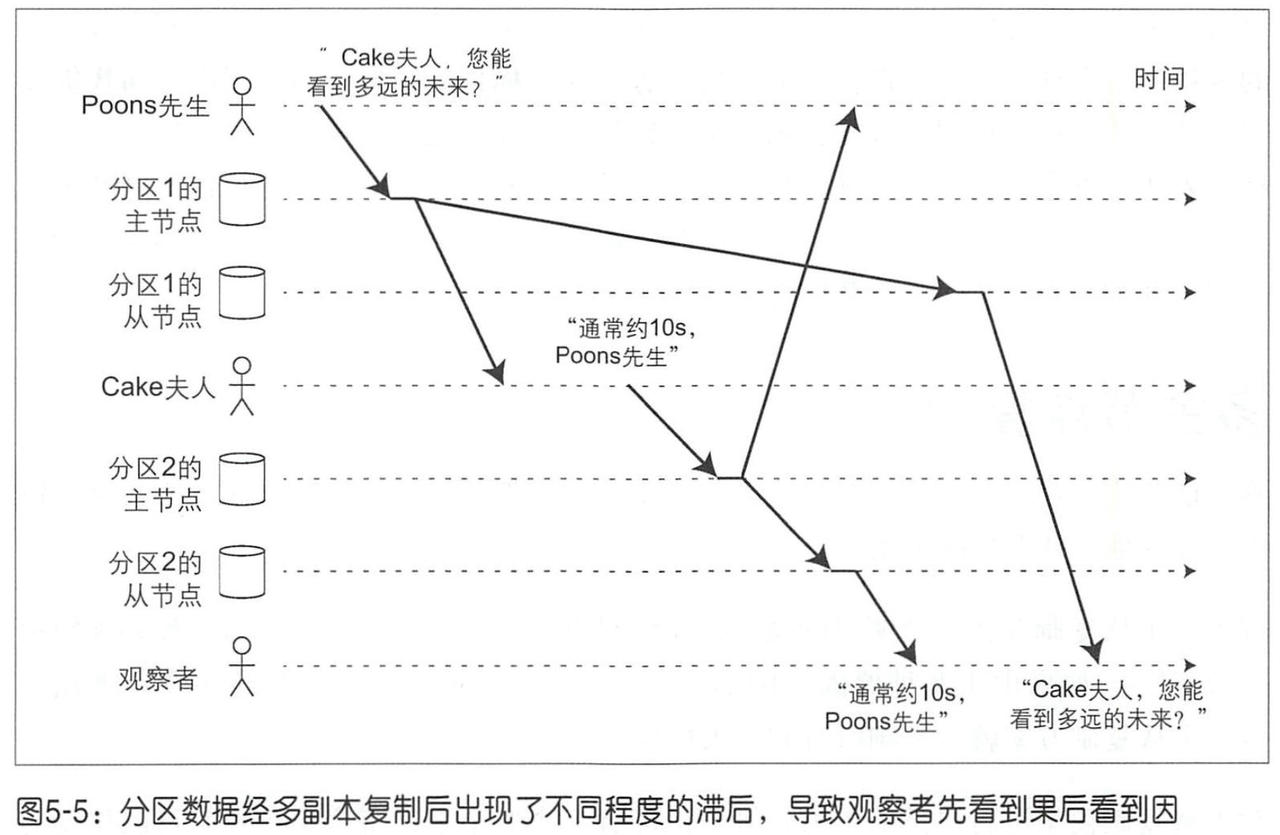 “ Cake夫人，您能
看到多远的未来？”
时间
Poons先生
分区1的
主节点
分区1的
从节点
“通常约10s，
Poons先生”
Cake夫人
分区2的
主节点
分区2的
从节点
观察者
“通常约10s，
Poons先生”
“Cake夫人，您能
看到多远的未来？”
图5-5：分区数据经多副本复制后出现了不同程度的滞后，导致观察者先看到果后看到因